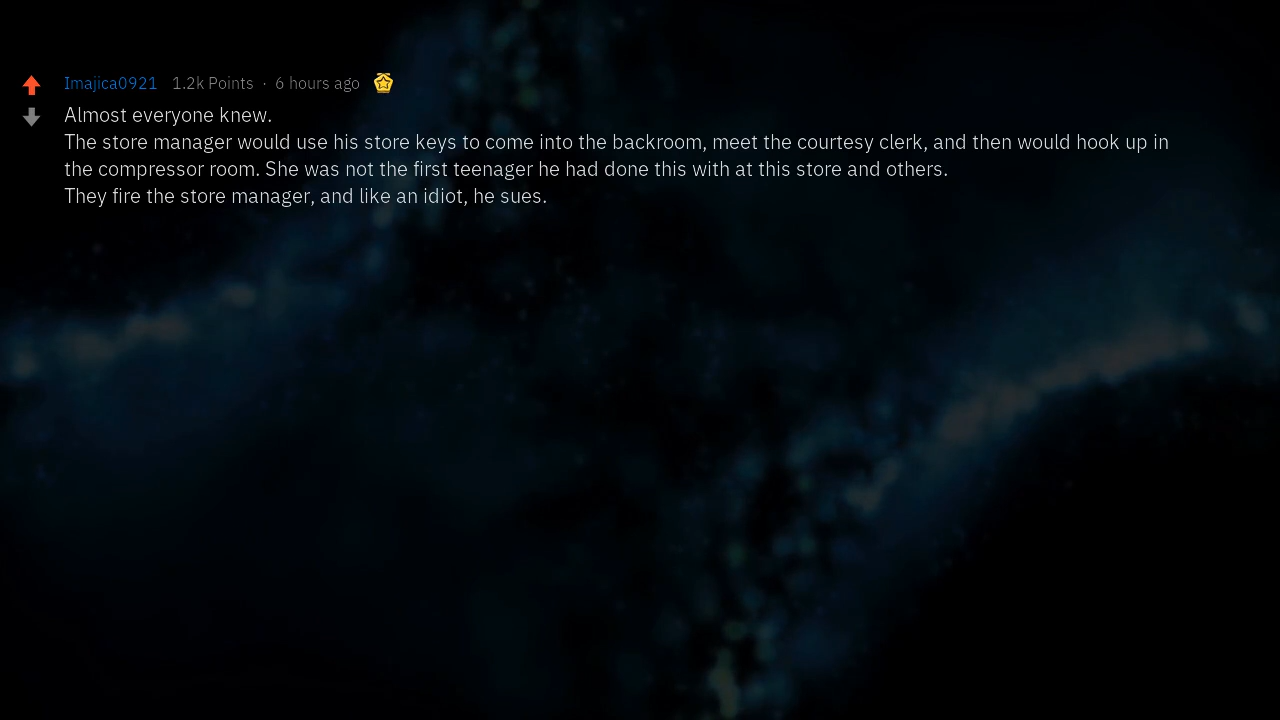 Imajica0921 1.2k Points · 6 hours ago
Almost everyone knew.
The store manager would use his store keys to come into the backroom, meet the courtesy clerk, and then would hook up in
the compressor room. She was not the first teenager he had done this with at this store and others.
They fire the store manager, and like an idiot, he sues.